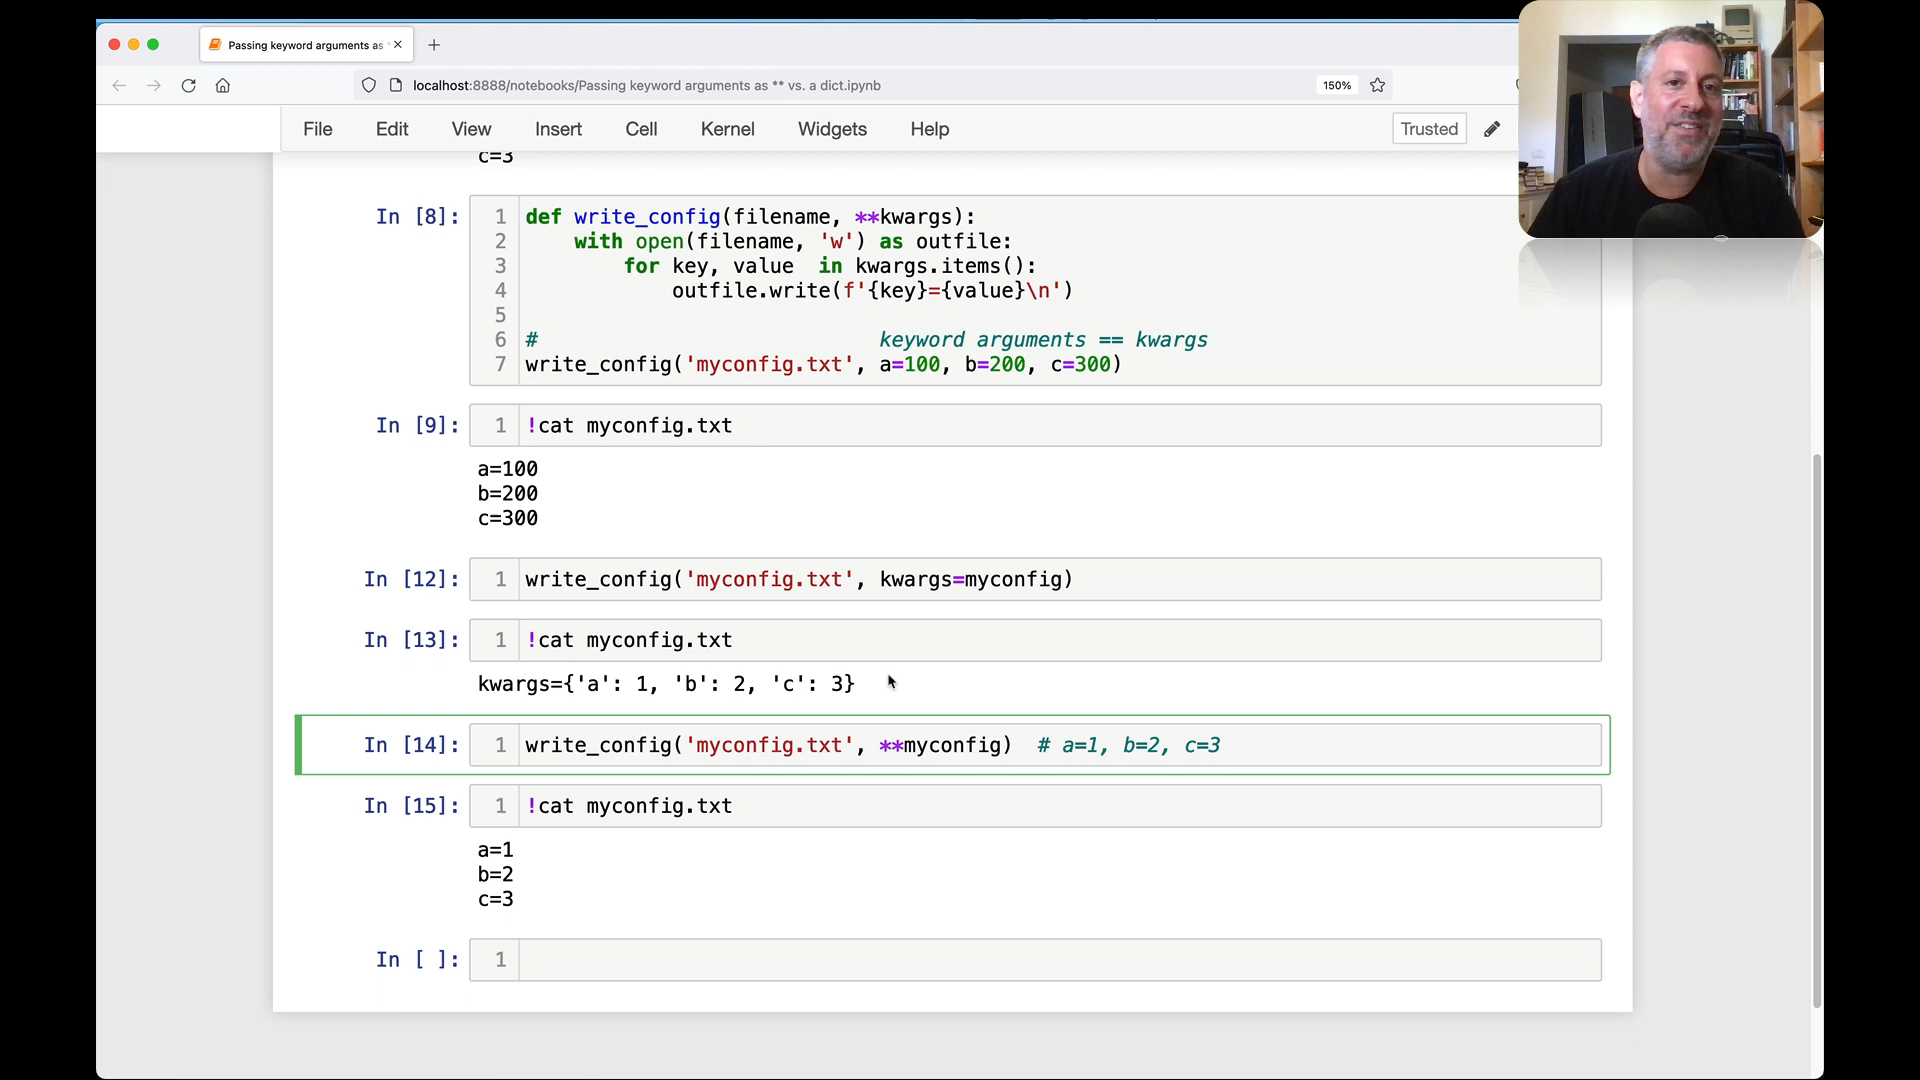 Passing keyword arguments as
localhost:8888/notebooks/Passing keyword arguments as ** vs. a dict.ipynb
150%
File Edit View Insert Cell Kernel Widgets Help
Trusted
c=3
In [8]:
1 def write_config(filename, **kwargs):
2 with open(filename, 'w') as outfile:
3 for key, value  in kwargs.items():
4 outfile.write(f'{key}={value}\n')
5
6 # keyword arguments == kwargs
7 write_config('myconfig.txt', a=100, b=200, c=300)
In [9]: 1 !cat myconfig.txt
a=100
b=200
c=300
In [12]: 1 write_config('myconfig.txt', kwargs=myconfig)
In [13]: 1 !cat myconfig.txt
kwargs={'a': 1, 'b': 2, 'c': 3}
In [14]: 1 write_config('myconfig.txt', **myconfig)  # a=1, b=2, c=3
In [15]: 1 !cat myconfig.txt
a=1
b=2
c=3
In [ ]: 1